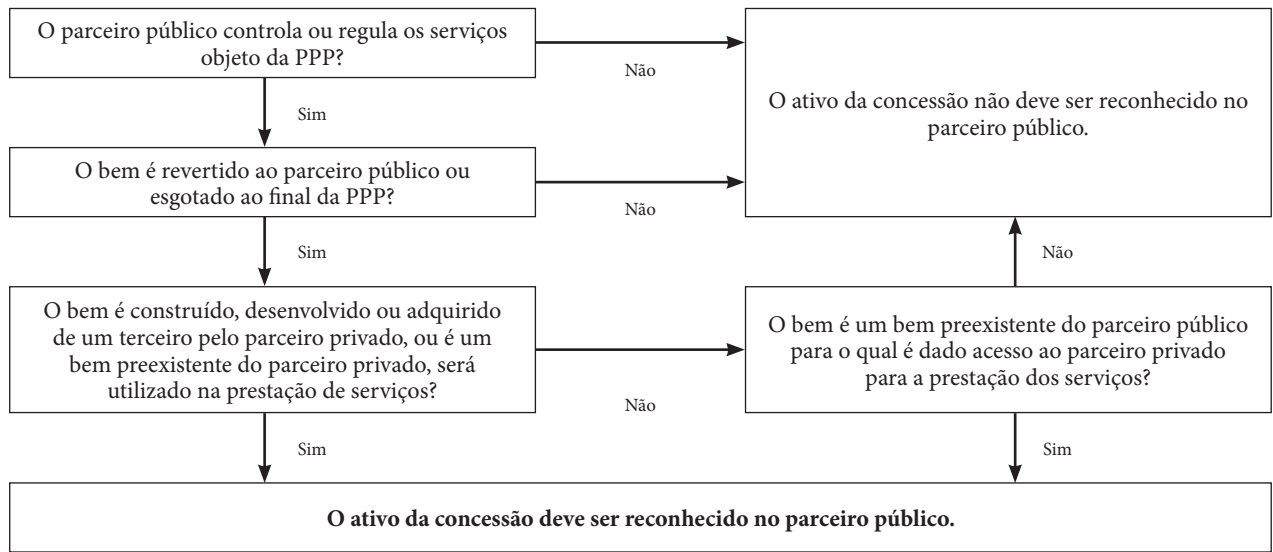 O parceiro público controla ou regula os serviços
objeto da PPP?
Não
O ativo da concessão não deve ser reconhecido no
parceiro público.
Sim
O bem é revertido ao parceiro público ou
esgotado ao final da PPP?
Não
Sim
Não
O bem é construído, desenvolvido ou adquirido
de um terceiro pelo parceiro privado, ou é um
bem preexistente do parceiro privado, será
utilizado na prestação de serviços?
Não
O bem é um bem preexistente do parceiro público
para o qual é dado acesso ao parceiro privado
para a prestação dos serviços?
Sim
Sim
O ativo da concessão deve ser reconhecido no parceiro público.